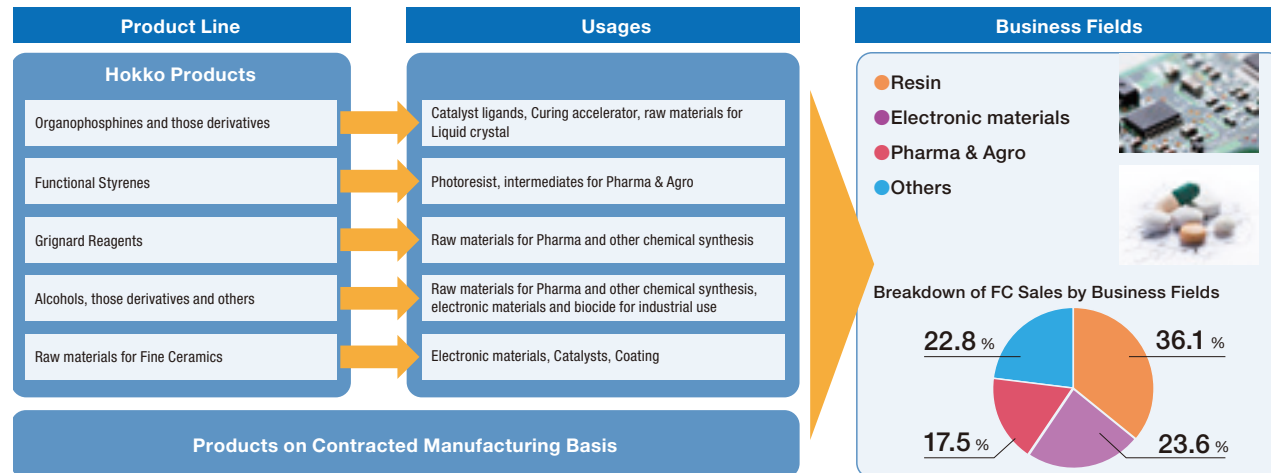 Product Line
Usages
Business Fields
Hokko Products
Organophosphines and those derivatives
Catalyst ligands, Curing accelerator, raw materials for
Liquid crystal
Functional Styrenes
Photoresist, intermediates for Pharma & Agro
Grignard Reagents
Raw materials for Pharma and other chemical synthesis
Alcohols, those derivatives and others
Raw materials for Pharma and other chemical synthesis,
electronic materials and biocide for industrial use
Raw materials for Fine Ceramics
Electronic materials, Catalysts, Coating
Products on Contracted Manufacturing Basis
Resin
Electronic materials
Pharma & Agro
Others
Breakdown of FC Sales by Business Fields
22.8 %
36.1 %
17.5 %
23.6 %